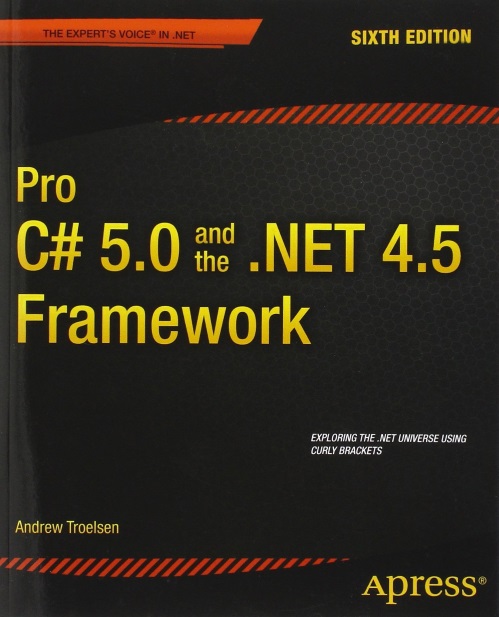 THE EXPERT'S VOICE® IN .NET
SIXTH EDITION
Pro
C# 5.0 and the .NET 4.5
Framework
EXPLORING THE .NET UNIVERSE USING
CURLY BRACKETS
Andrew Troelsen
Apress®